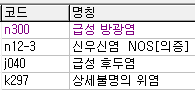 코드 명칭
n300 급성 방광염
n12-3 신우신염 NOS[의증]
j040 급성 후두염
k297 상세불명의 위염